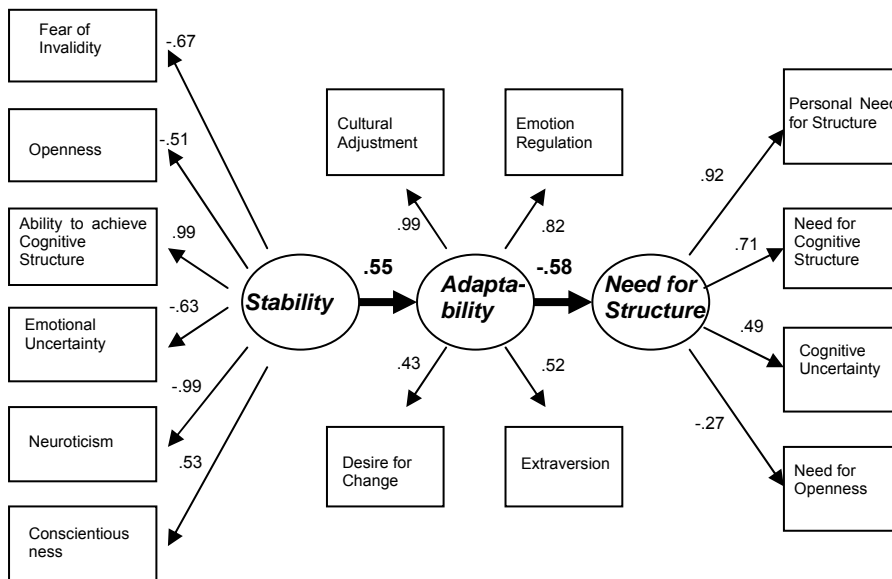 Fear of
Invalidity
-.67
Openness
-.51
Ability to achieve
Cognitive
Structure
.99
Emotional
Uncertainty
-.63
Neuroticism
-.99
Conscientious
ness
.53
Stability
.55
Cultural
Adjustment
.99
Emotion
Regulation
.82
Adapta-
bility
-.58
.43
Desire for
Change
.52
Extraversion
Need for
Structure
.92
Personal Need
for Structure
.71
Need for
Cognitive
Structure
.49
Cognitive
Uncertainty
-.27
Need for
Openness